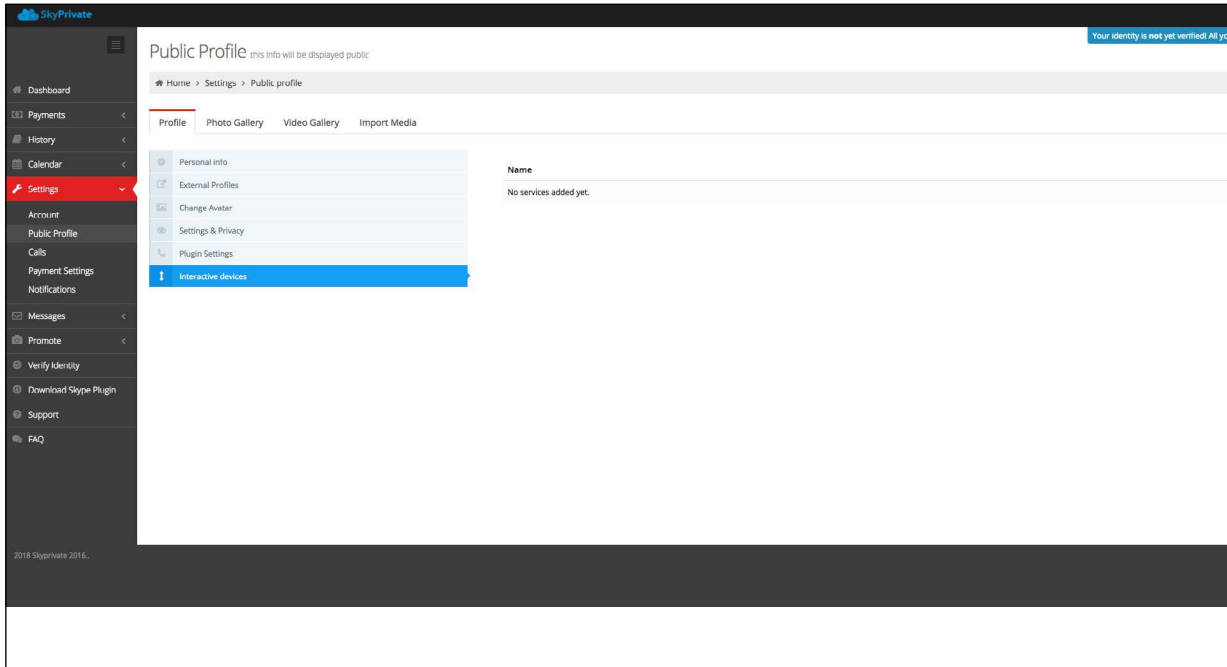 SkyPrivate
Your identity is not yet verified! All yo
Public Profile this info will be displayed public
Home > Settings > Public profile
Dashboard
Payments
History
Calendar
Settings
Account
Public Profile
Calls
Payment Settings
Notifications
Messages
Promote
Verify Identity
Download Skype Plugin
Support
FAQ
Profile Photo Gallery Video Gallery Import Media
Personal info
External Profiles
Change Avatar
Settings & Privacy
Plugin Settings
Interactive devices
Name
No services added yet.
2018 Skyprivate 2016..